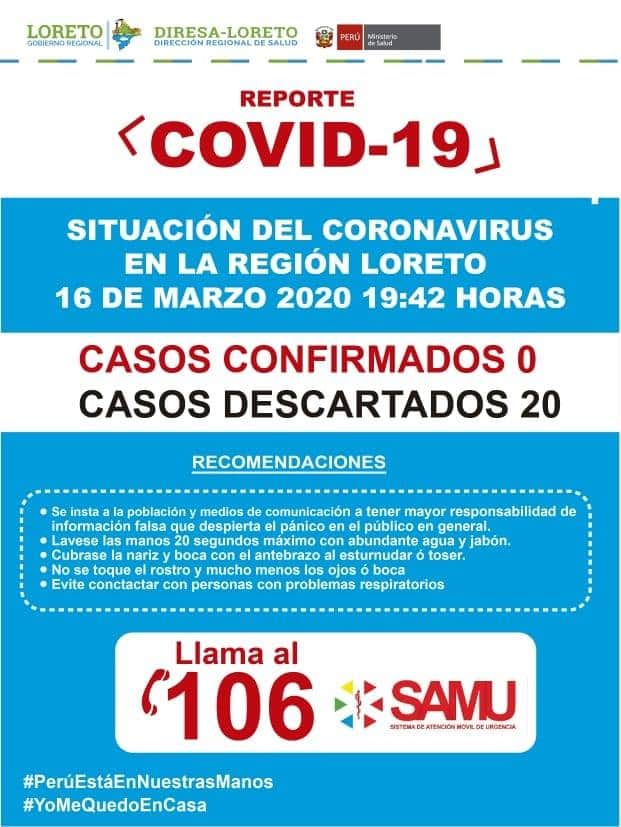 LORETO
GOBIERNO REGIONAL
DIRESA-LORETO
DIRECCIÓN REGIONAL DE SALUD
PERÚ
Ministerio
de Salud
REPORTE
COVID-19
SITUACIÓN DEL CORONAVIRUS
EN LA REGIÓN LORETO
16 DE MARZO 2020 19:42 HORAS
CASOS CONFIRMADOS 0
CASOS DESCARTADOS 20
RECOMENDACIONES
• Se insta a la población y medios de comunicación a tener mayor responsabilidad de
información falsa que despierta el pánico en el público en general.
• Lavese las manos 20 segundos máximo con abundante agua y jabón.
• Cubrase la nariz y boca con el antebrazo al esturnudar ó toser.
• No se toque el rostro y mucho menos los ojos ó boca
• Evite conctactar con personas con problemas respiratorios
Llama al
106
SAMU
SISTEMA DE ATENCIÓN MÓVIL DE URGENCIA
#PerúEstáEnNuestrasManos
#YoMeQuedoEnCasa